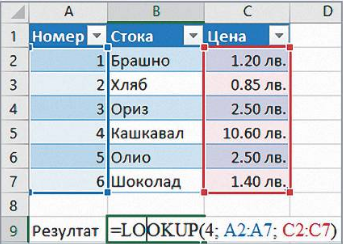 A B C D
1 Номер Стока Цена
2 1 Брашно 1.20 лв.
3 2 Хляб 0.85 лв.
4 3 Ориз 2.50 лв.
5 4 Кашкавал 10.60 лв.
6 5 Олио 2.50 лв.
7 6 Шоколад 1.40 лв.
8
9 Резултат =LOOKUP(4; A2:A7; C2:C7)